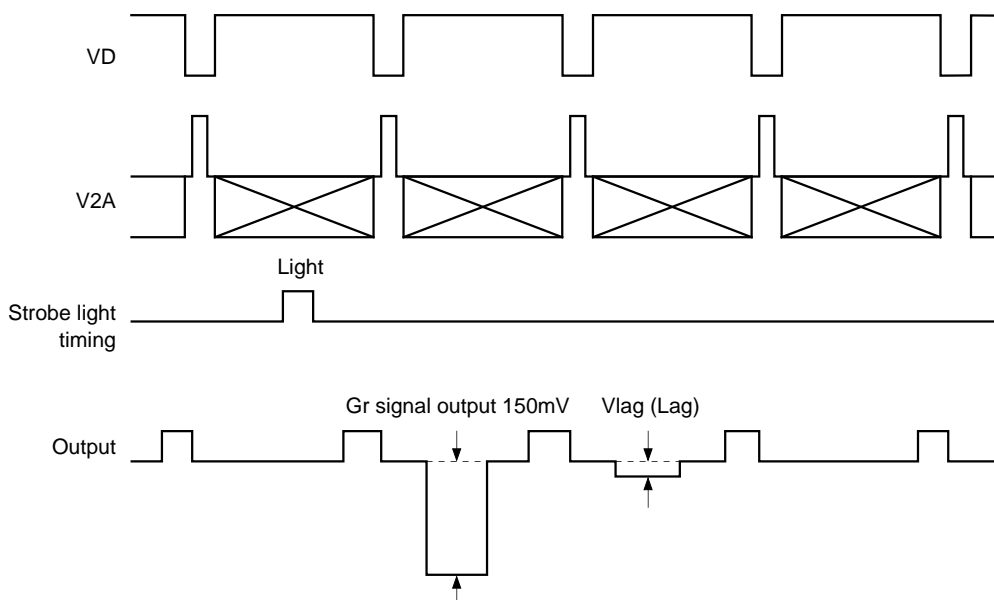 VD
V2A
Light
Strobe light
timing
Gr signal output 150mV
Vlag (Lag)
Output